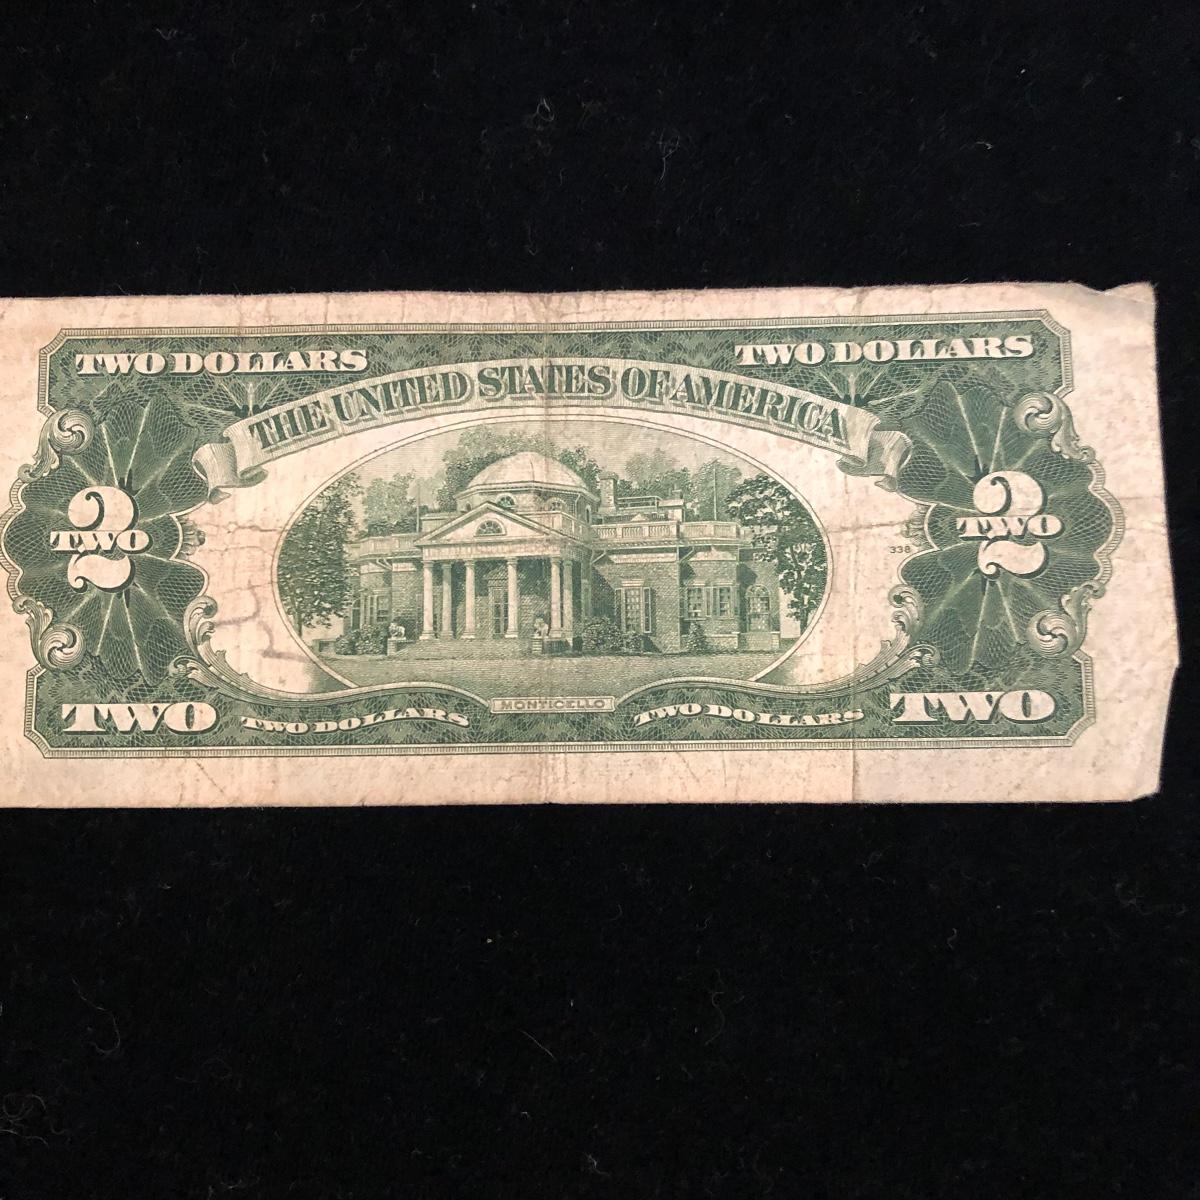 TWO DOLLARS TWO DOLLARS
THE UNITED STATES OF AMERICA
2 2
TWO TWO
338
MONTICELLO
TWO TWO DOLLARS TWO DOLLARS TWO